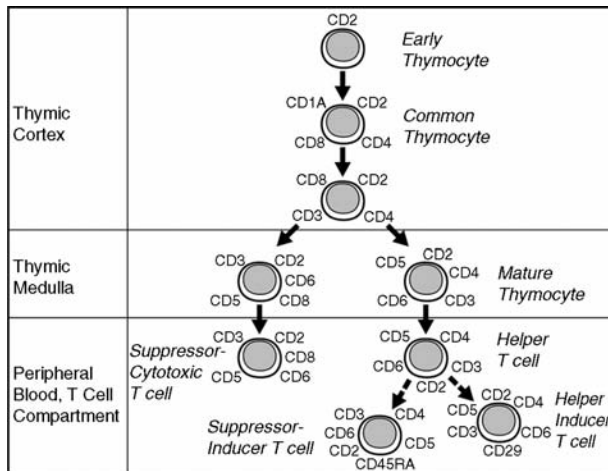 CD2
Early
Thymocyte
Thymic
Cortex
CD1A CD2
CD8 CD4
Common
Thymocyte
CD8 CD2
CD3 CD4
Thymic
Medulla
CD3 CD2
CD6
CD5 CD8
CD2
CD5 CD4
CD6 CD3
Mature
Thymocyte
Peripheral
Blood, T Cell
Compartment
Suppressor-
Cytotoxic
T cell
CD3 CD2
CD8
CD5 CD6
CD5 CD4
CD6 CD3
CD2
Helper
T cell
Suppressor-
Inducer T cell
CD3 CD4
CD6
CD2 CD5
CD45RA
CD2
CD5 CD4
CD3 CD6
CD29
Helper
Inducer
T cell